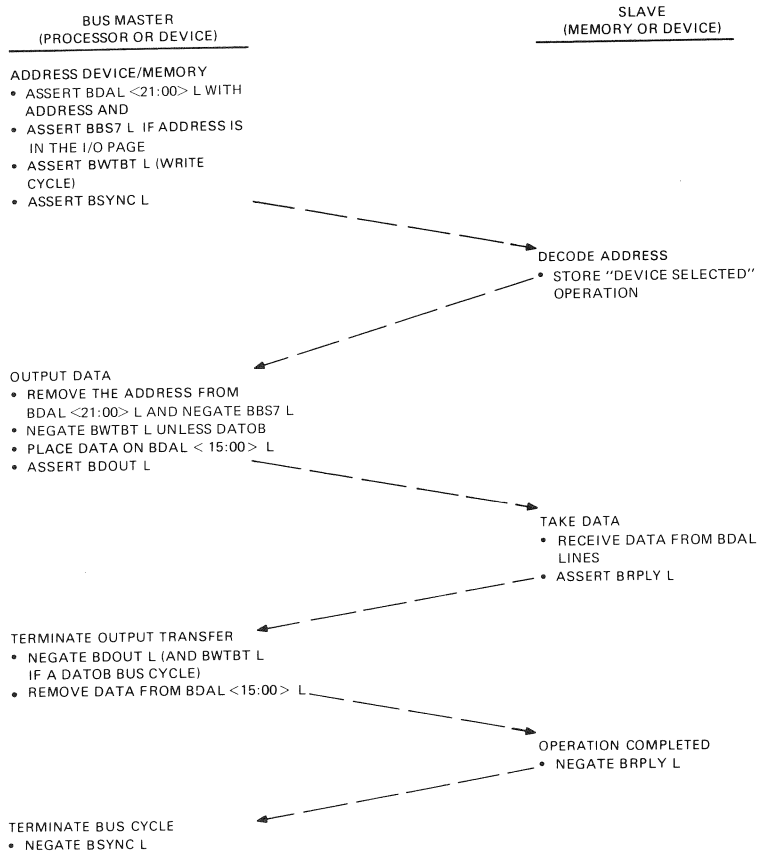 BUS MASTER
(PROCESSOR OR DEVICE)
SLAVE
(MEMORY OR DEVICE)
ADDRESS DEVICE/MEMORY
• ASSERT BDAL <21:00> L WITH
ADDRESS AND
• ASSERT BBS7 L IF ADDRESS IS
IN THE I/O PAGE
• ASSERT BWTBT L (WRITE
CYCLE)
• ASSERT BSYNC L
DECODE ADDRESS
• STORE "DEVICE SELECTED"
OPERATION
OUTPUT DATA
• REMOVE THE ADDRESS FROM
BDAL <21:00> L AND NEGATE BBS7 L
• NEGATE BWTBT L UNLESS DATOB
• PLACE DATA ON BDAL < 15:00> L
• ASSERT BDOUT L
TAKE DATA
• RECEIVE DATA FROM BDAL
LINES
• ASSERT BRPLY L
TERMINATE OUTPUT TRANSFER
• NEGATE BDOUT L (AND BWTBT L
IF A DATOB BUS CYCLE)
• REMOVE DATA FROM BDAL <15:00> L
OPERATION COMPLETED
• NEGATE BRPLY L
TERMINATE BUS CYCLE
• NEGATE BSYNC L